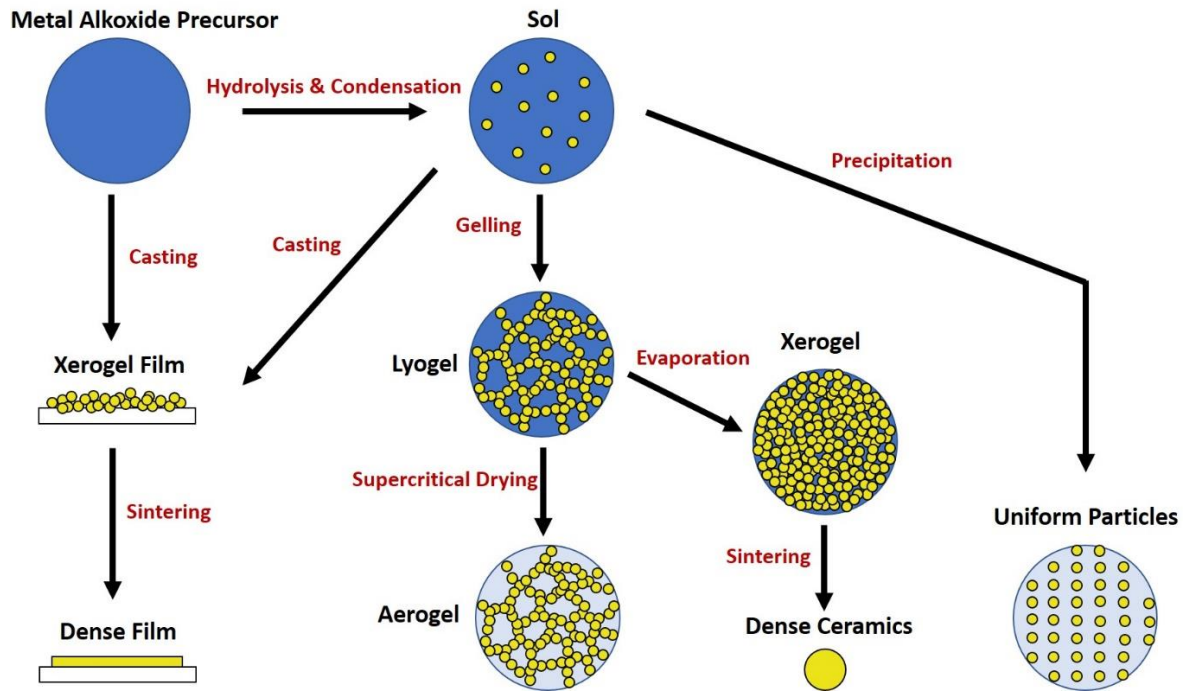 Metal Alkoxide Precursor
Sol
Hydrolysis & Condensation
Precipitation
Casting
Casting
Gelling
Xerogel Film
Lyogel
Evaporation
Xerogel
Sintering
Supercritical Drying
Sintering
Uniform Particles
Dense Film
Aerogel
Dense Ceramics